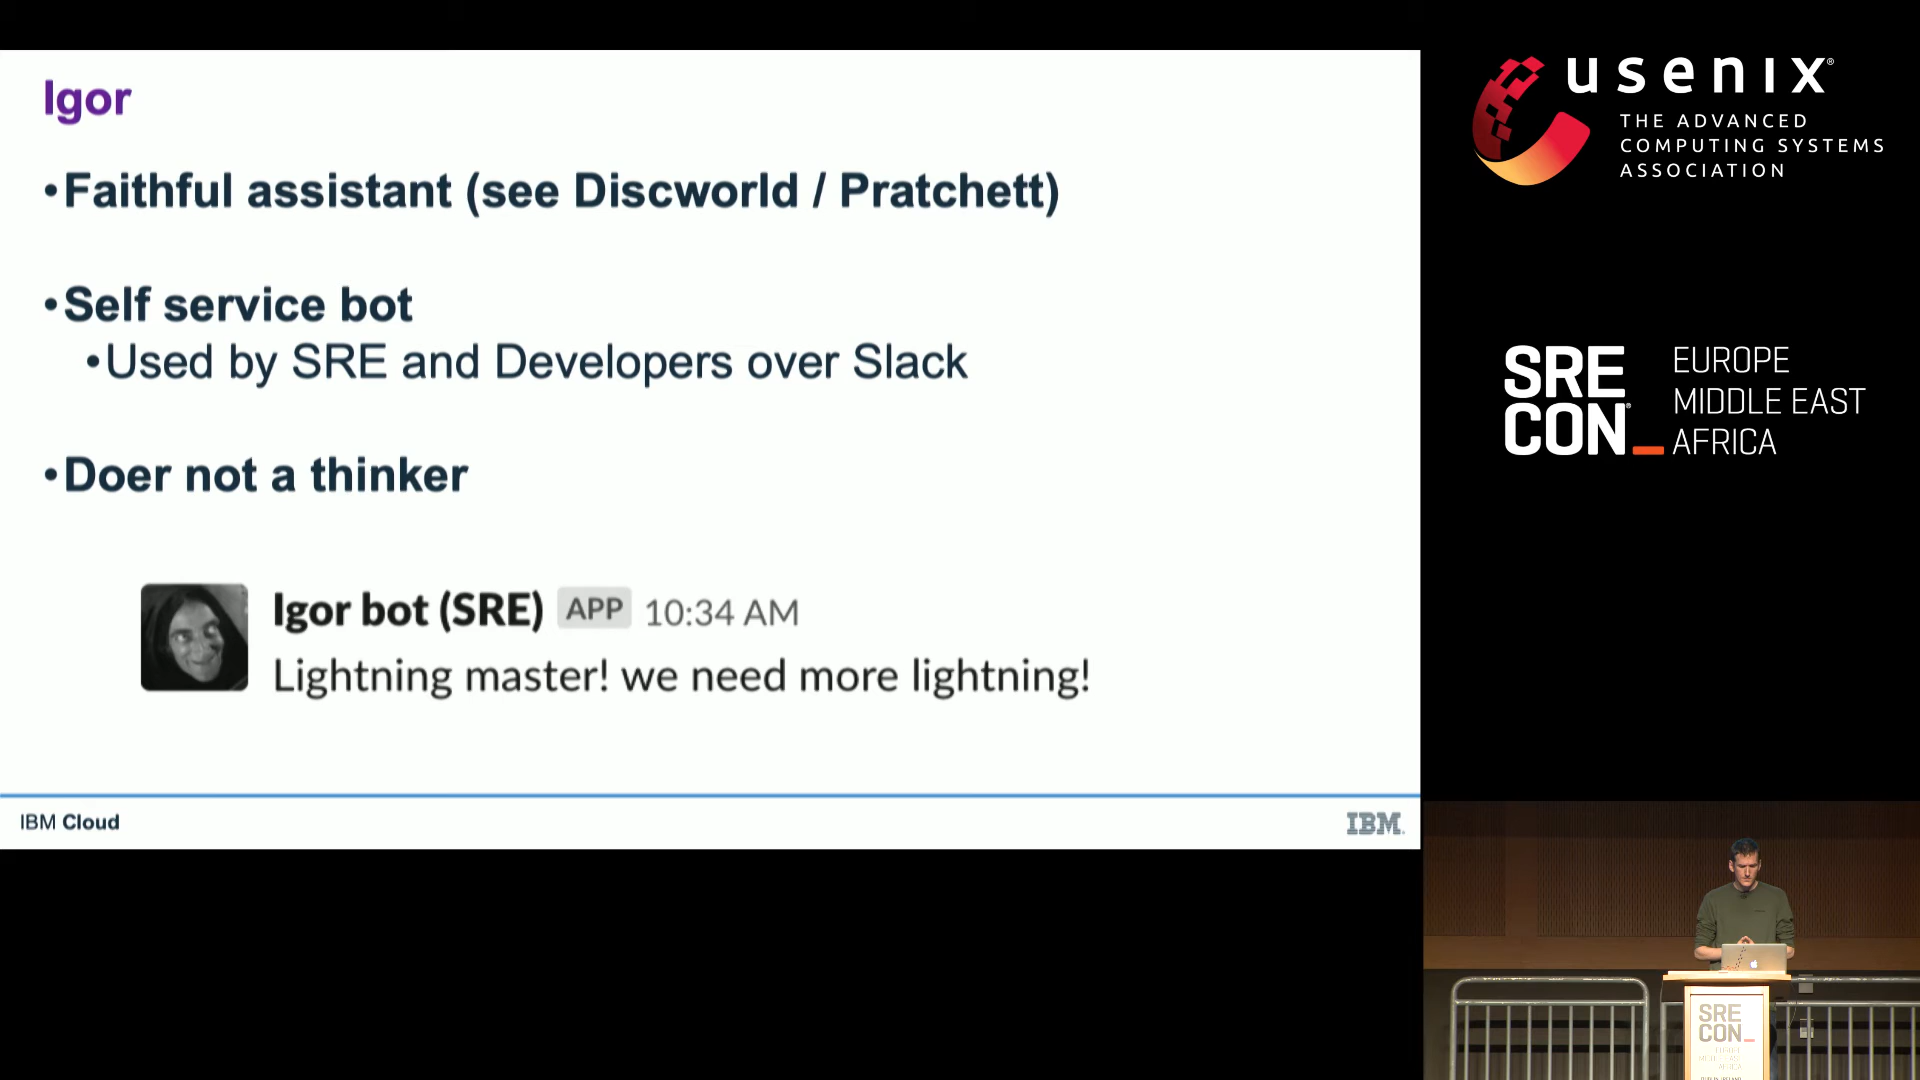 Igor
•Faithful assistant (see Discworld / Pratchett)
•Self service bot
•Used by SRE and Developers over Slack
•Doer not a thinker
Igor bot (SRE) APP 10:34 AM
Lightning master! we need more lightning!
IBM Cloud
IBM.
usenix®
THE ADVANCED
COMPUTING SYSTEMS
ASSOCIATION
SRE
CON_
EUROPE
MIDDLE EAST
AFRICA
SRE
CON_